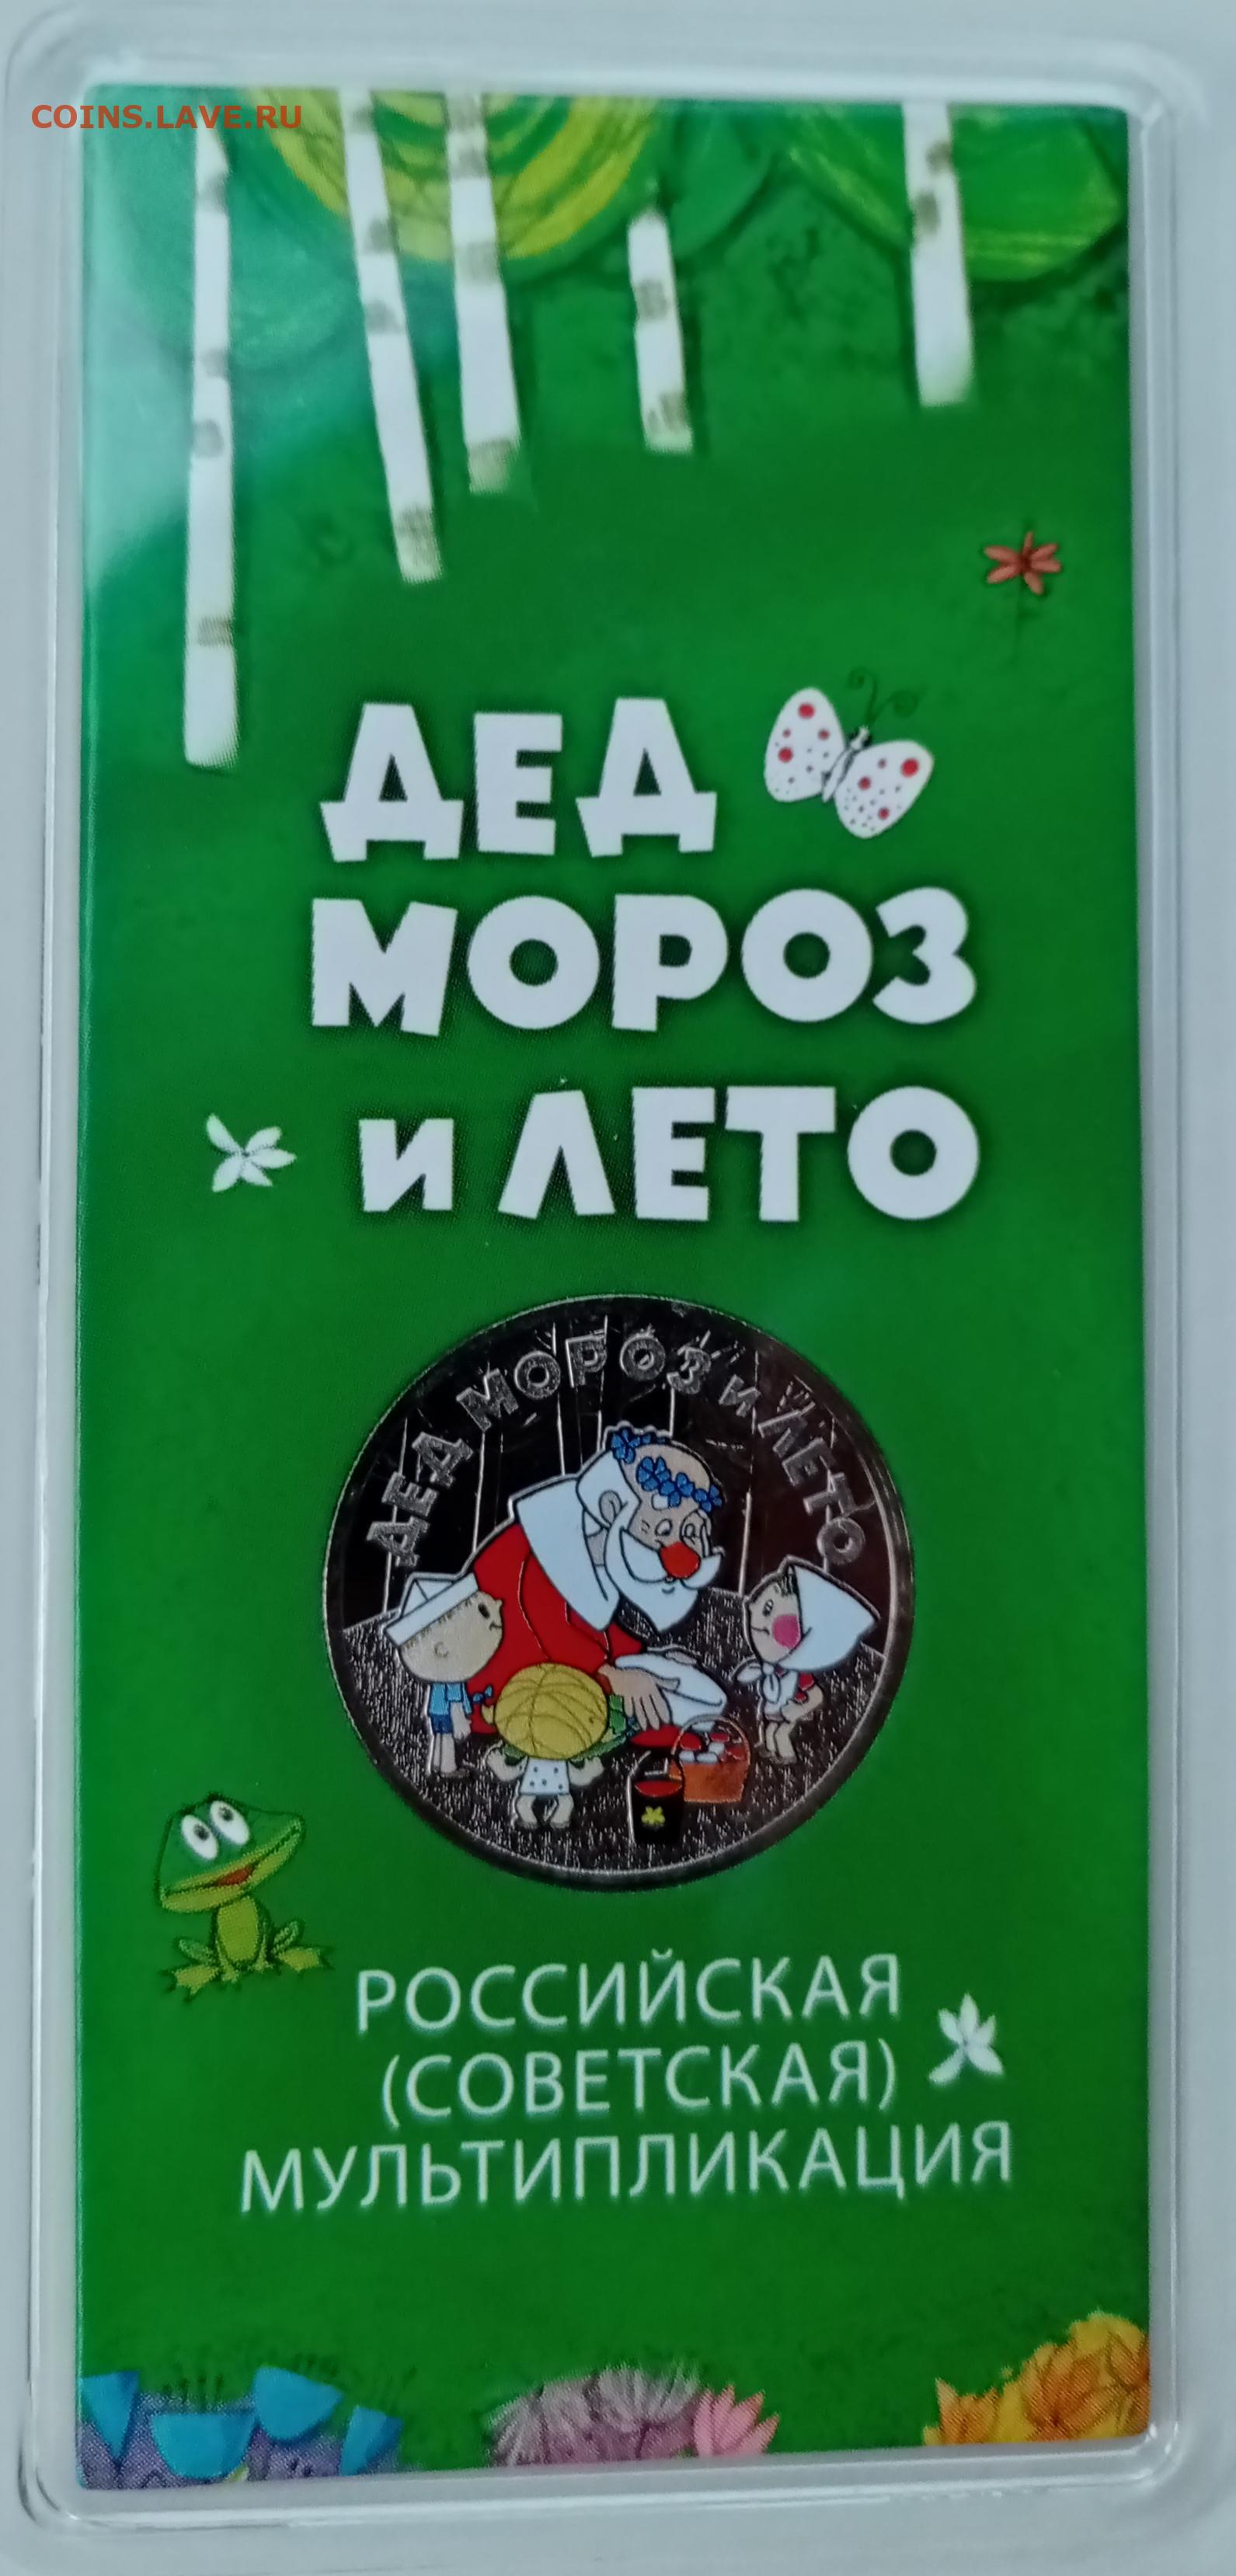 COINS.LAVE.RU
ДЕД
МОРОЗ
и ЛЕТО
ДЕД МОРОЗ И ЛЕТО
РОССИЙСКАЯ
(СОВЕТСКАЯ)
МУЛЬТИПЛИКАЦИЯ